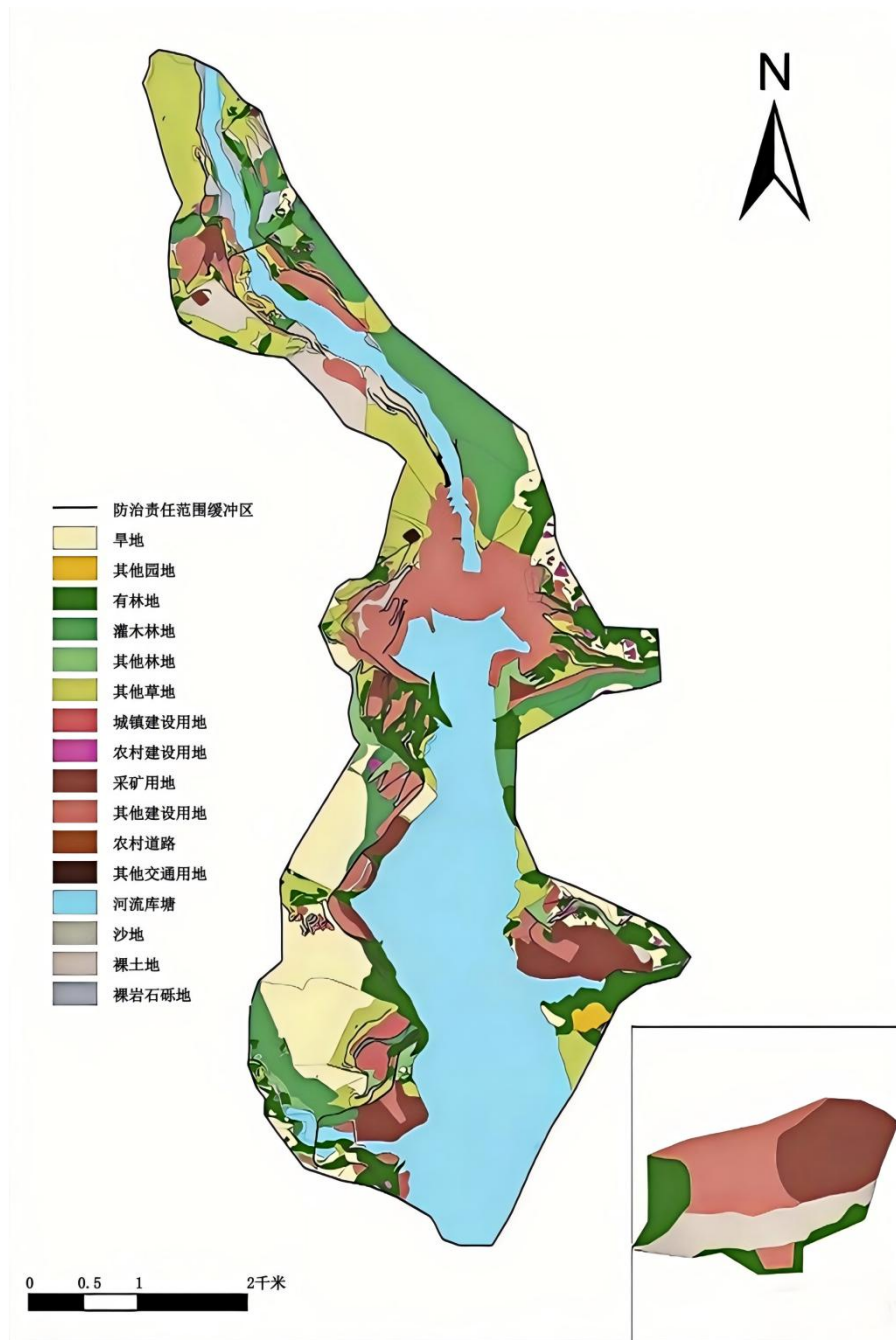 N
防治责任范围缓冲区
旱地
其他园地
有林地
灌木林地
其他林地
其他草地
城镇建设用地
农村建设用地
采矿用地
其他建设用地
农村道路
其他交通用地
河流库塘
沙地
裸土地
裸岩石砾地
0 0.5 1 2千米